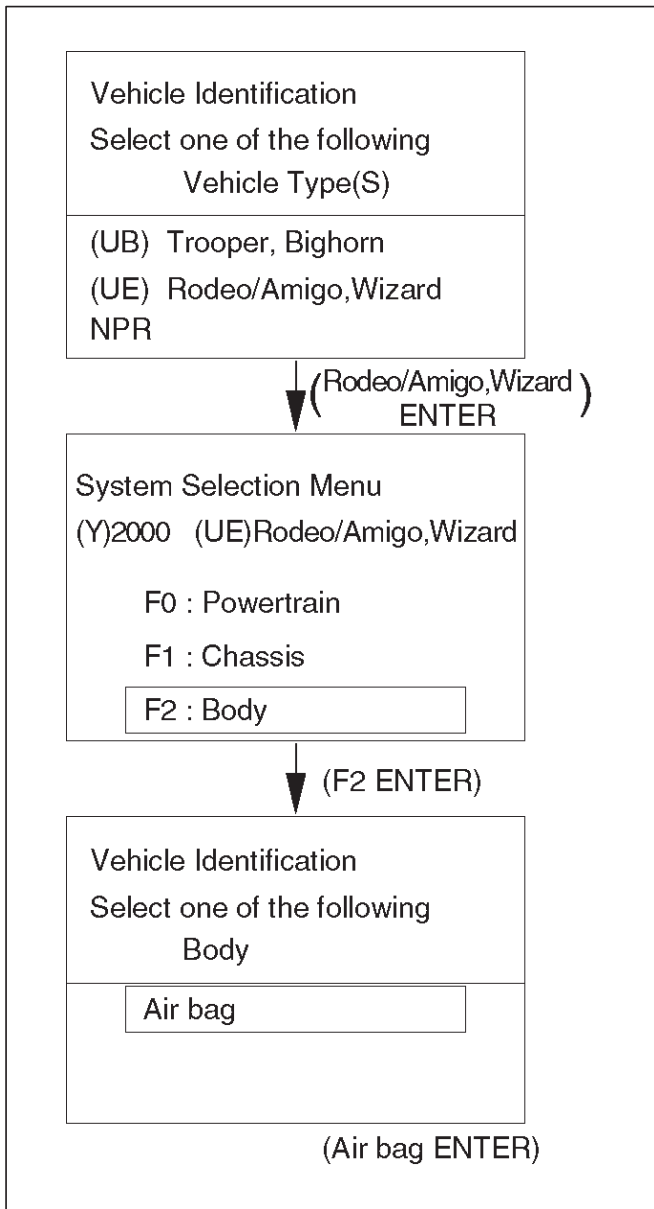 Vehicle Identification
Select one of the following
Vehicle Type(S)
(UB) Trooper, Bighorn
(UE) Rodeo/Amigo,Wizard
NPR
(Rodeo/Amigo,Wizard
ENTER)
System Selection Menu
(Y)2000 (UE)Rodeo/Amigo,Wizard
F0 : Powertrain
F1 : Chassis
F2 : Body
(F2 ENTER)
Vehicle Identification
Select one of the following
Body
Air bag
(Air bag ENTER)